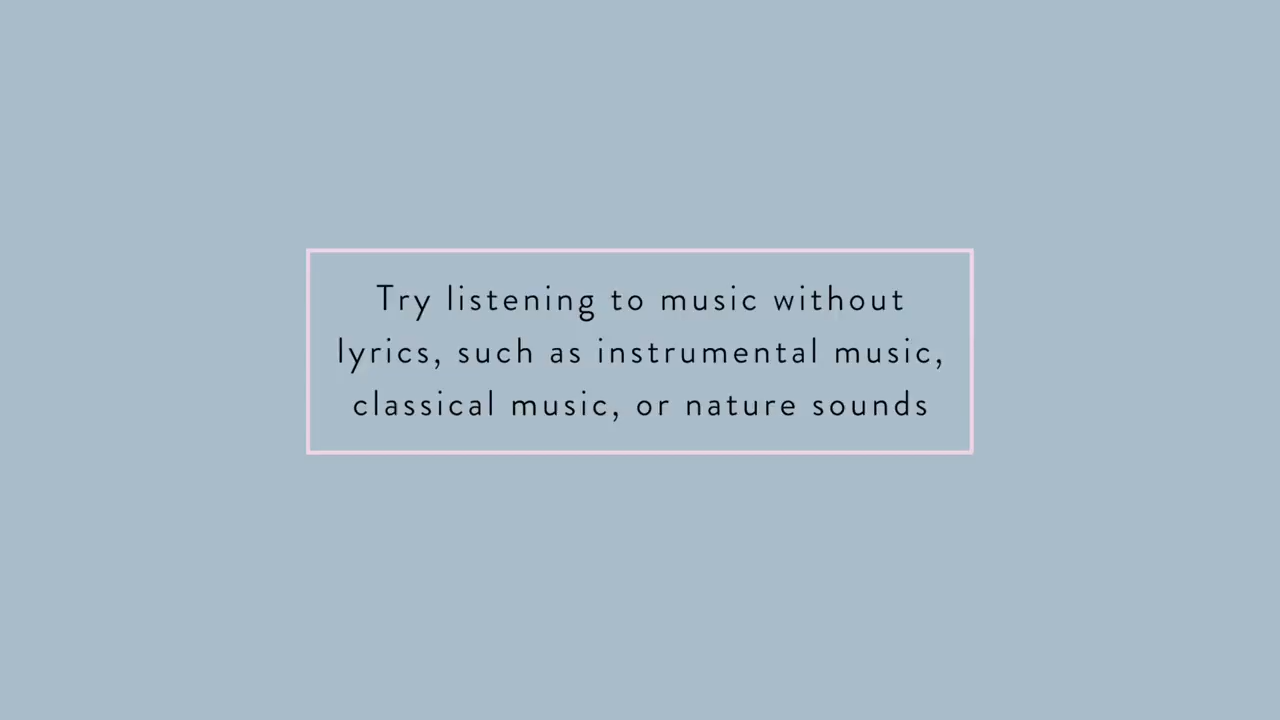 Try listening to music without
lyrics, such as instrumental music,
classical music, or nature sounds